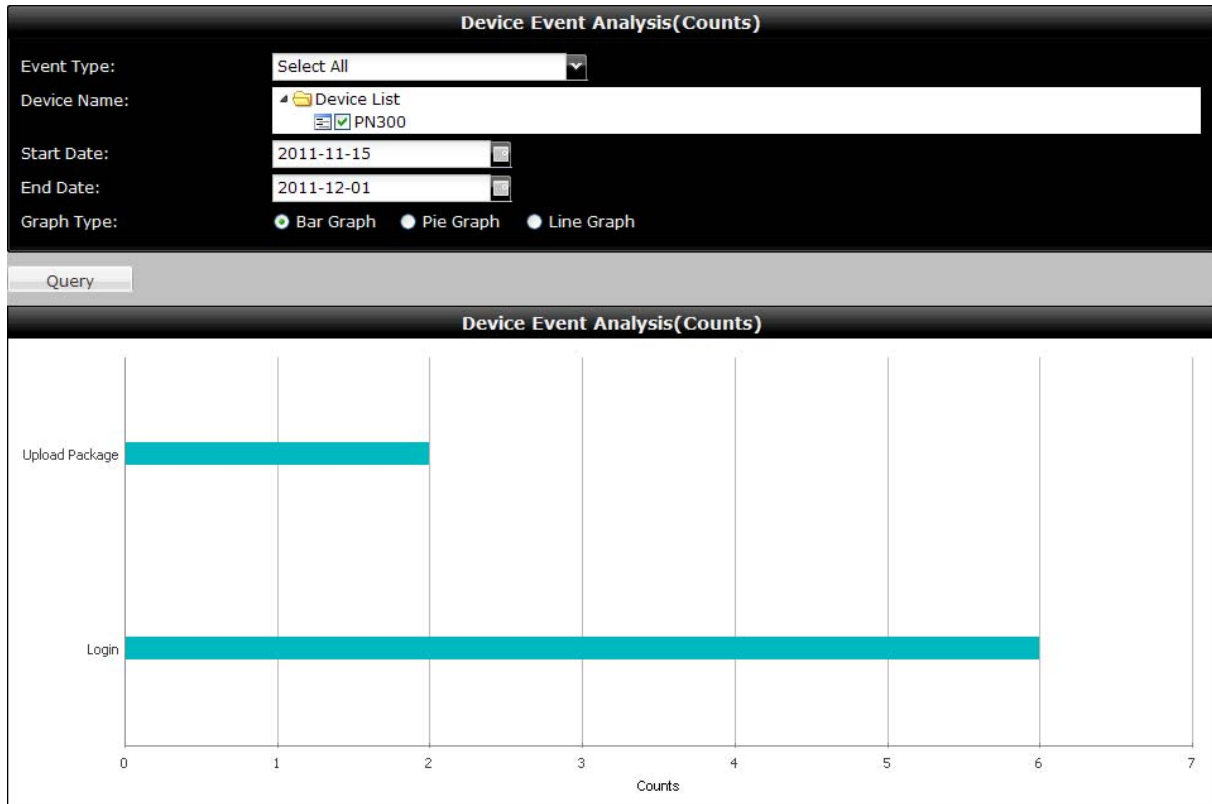 Device Event Analysis(Counts)
Event Type: Select All
Device Name: Device List
PN300
Start Date: 2011-11-15
End Date: 2011-12-01
Graph Type: Bar Graph Pie Graph Line Graph
Query
Device Event Analysis(Counts)
Upload Package
Login
0 1 2 3 4 5 6 7
Counts